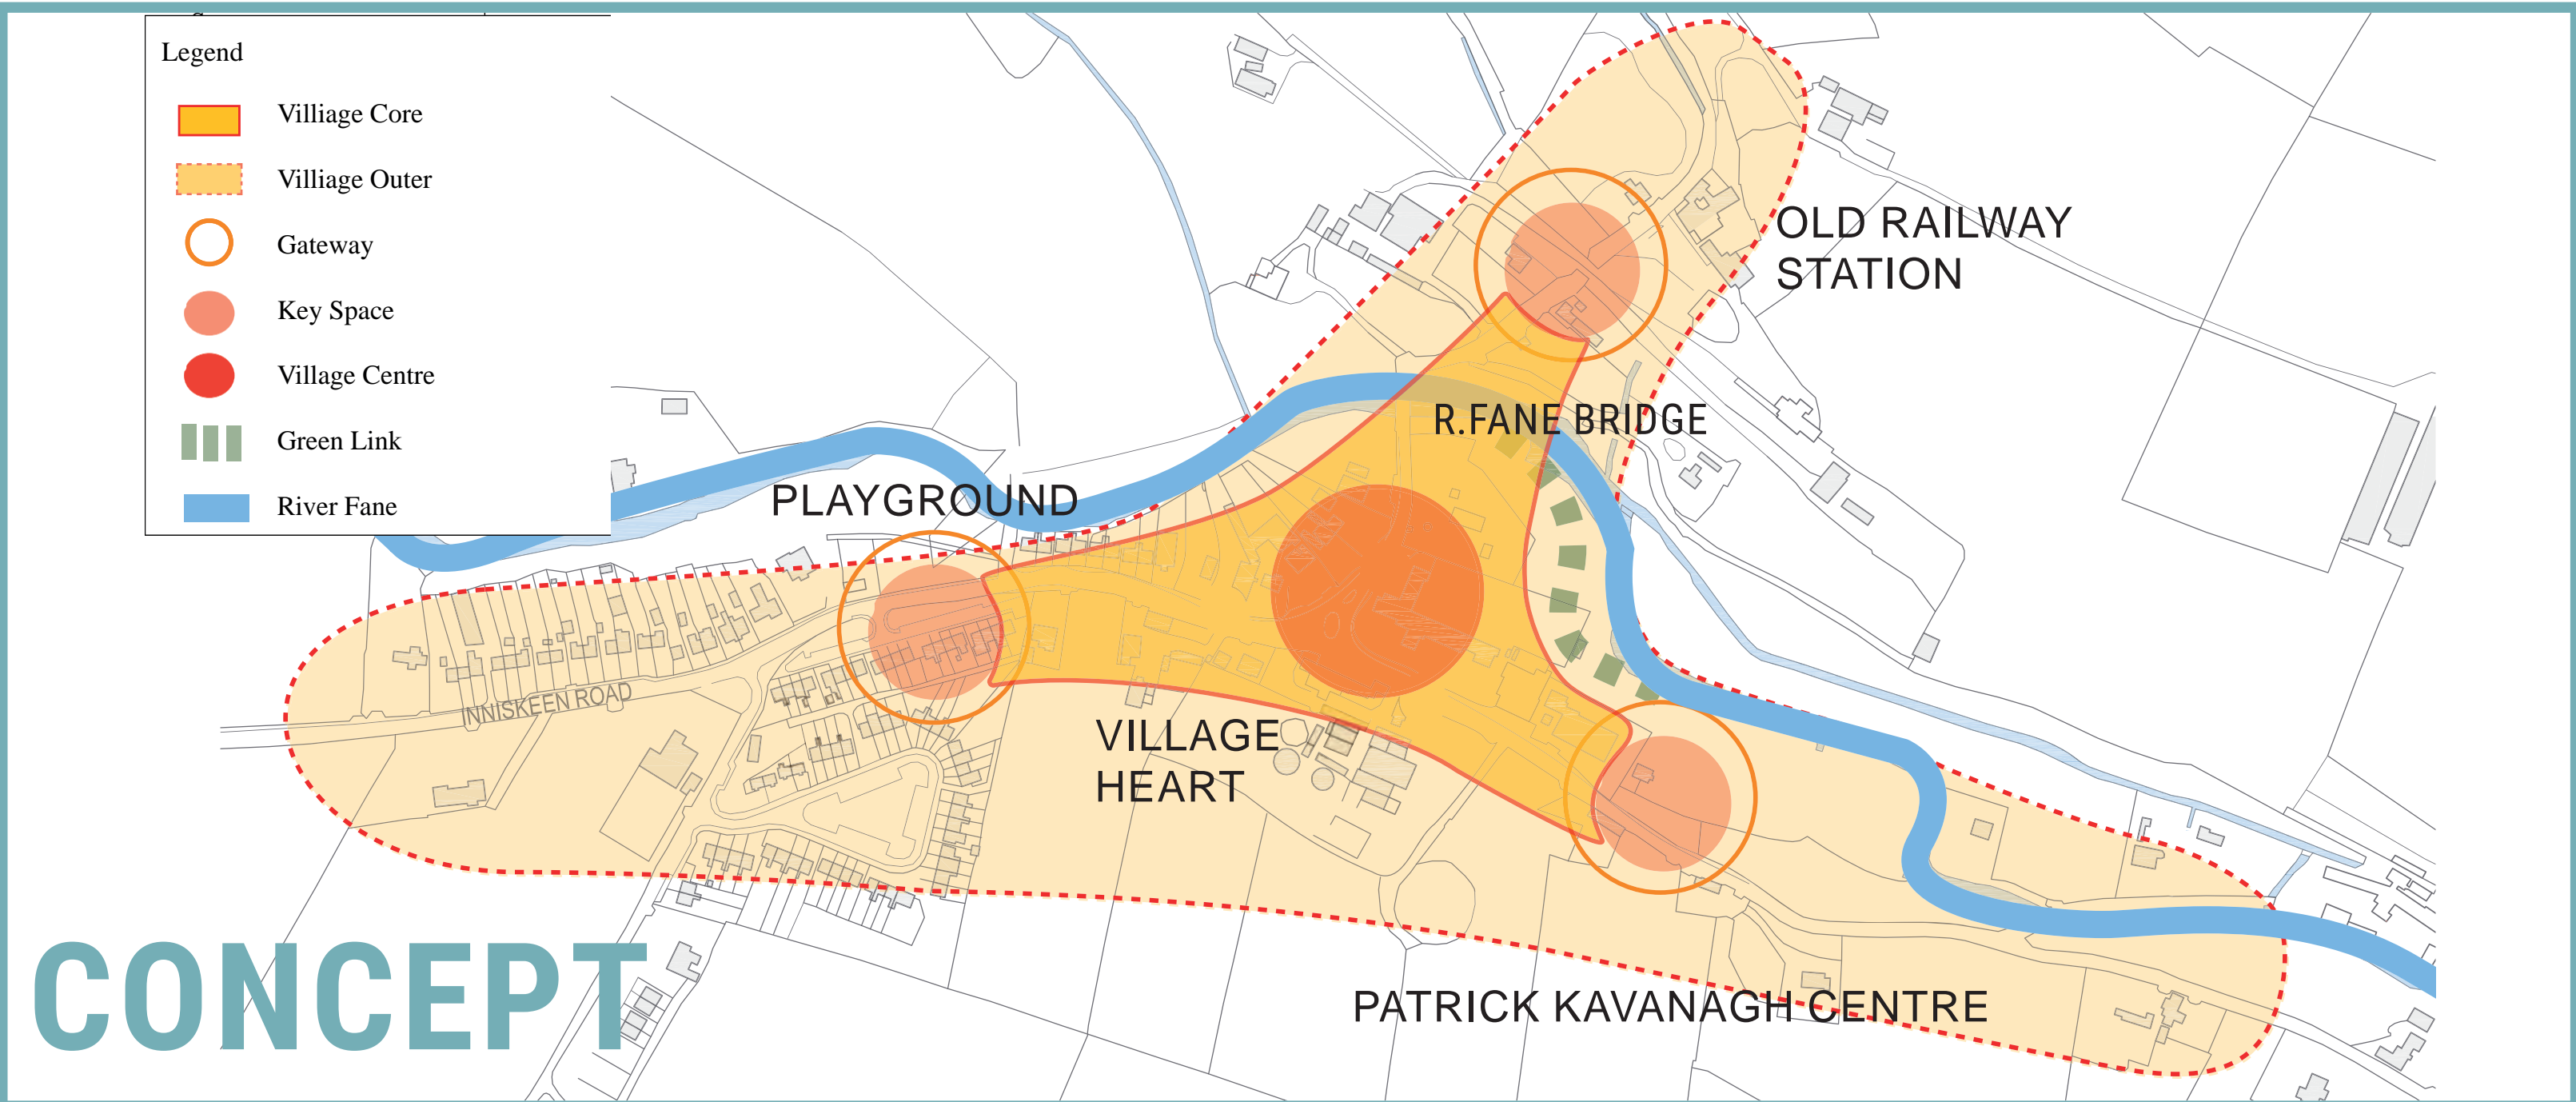 Legend
Villiage Core
Villiage Outer
Gateway
Key Space
Village Centre
Green Link
River Fane
OLD RAILWAY
STATION
R.FANE BRIDGE
PLAYGROUND
INNISKEEN ROAD
VILLAGE
HEART
PATRICK KAVANAGH CENTRE
CONCEPT